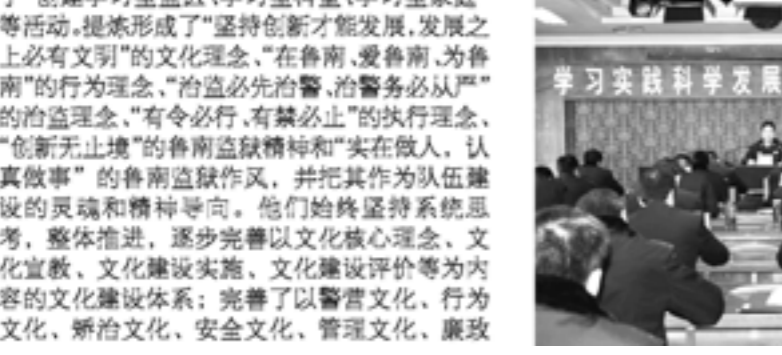 等活动。提炼形成了“坚持创新才能发展,发展之
上必有文明”的文化理念、“在鲁南、爱鲁南、为鲁
南”的行为理念、“治监必先治警、治警务必从严”
的治监理念、“有令必行、有禁必止”的执行理念、
“创新无止境”的鲁南监狱精神和“实在做人，认
真做事”的鲁南监狱作风，并把其作为队伍建
设的灵魂和精神导向。他们始终坚持系统思
考，整体推进，逐步完善以文化核心理念、文
化宣教、文化建设实施、文化建设评价等为内
容的文化建设体系；完善了以警营文化、行为
文化、矫治文化、安全文化、管理文化、廉政
学习实践科学发展